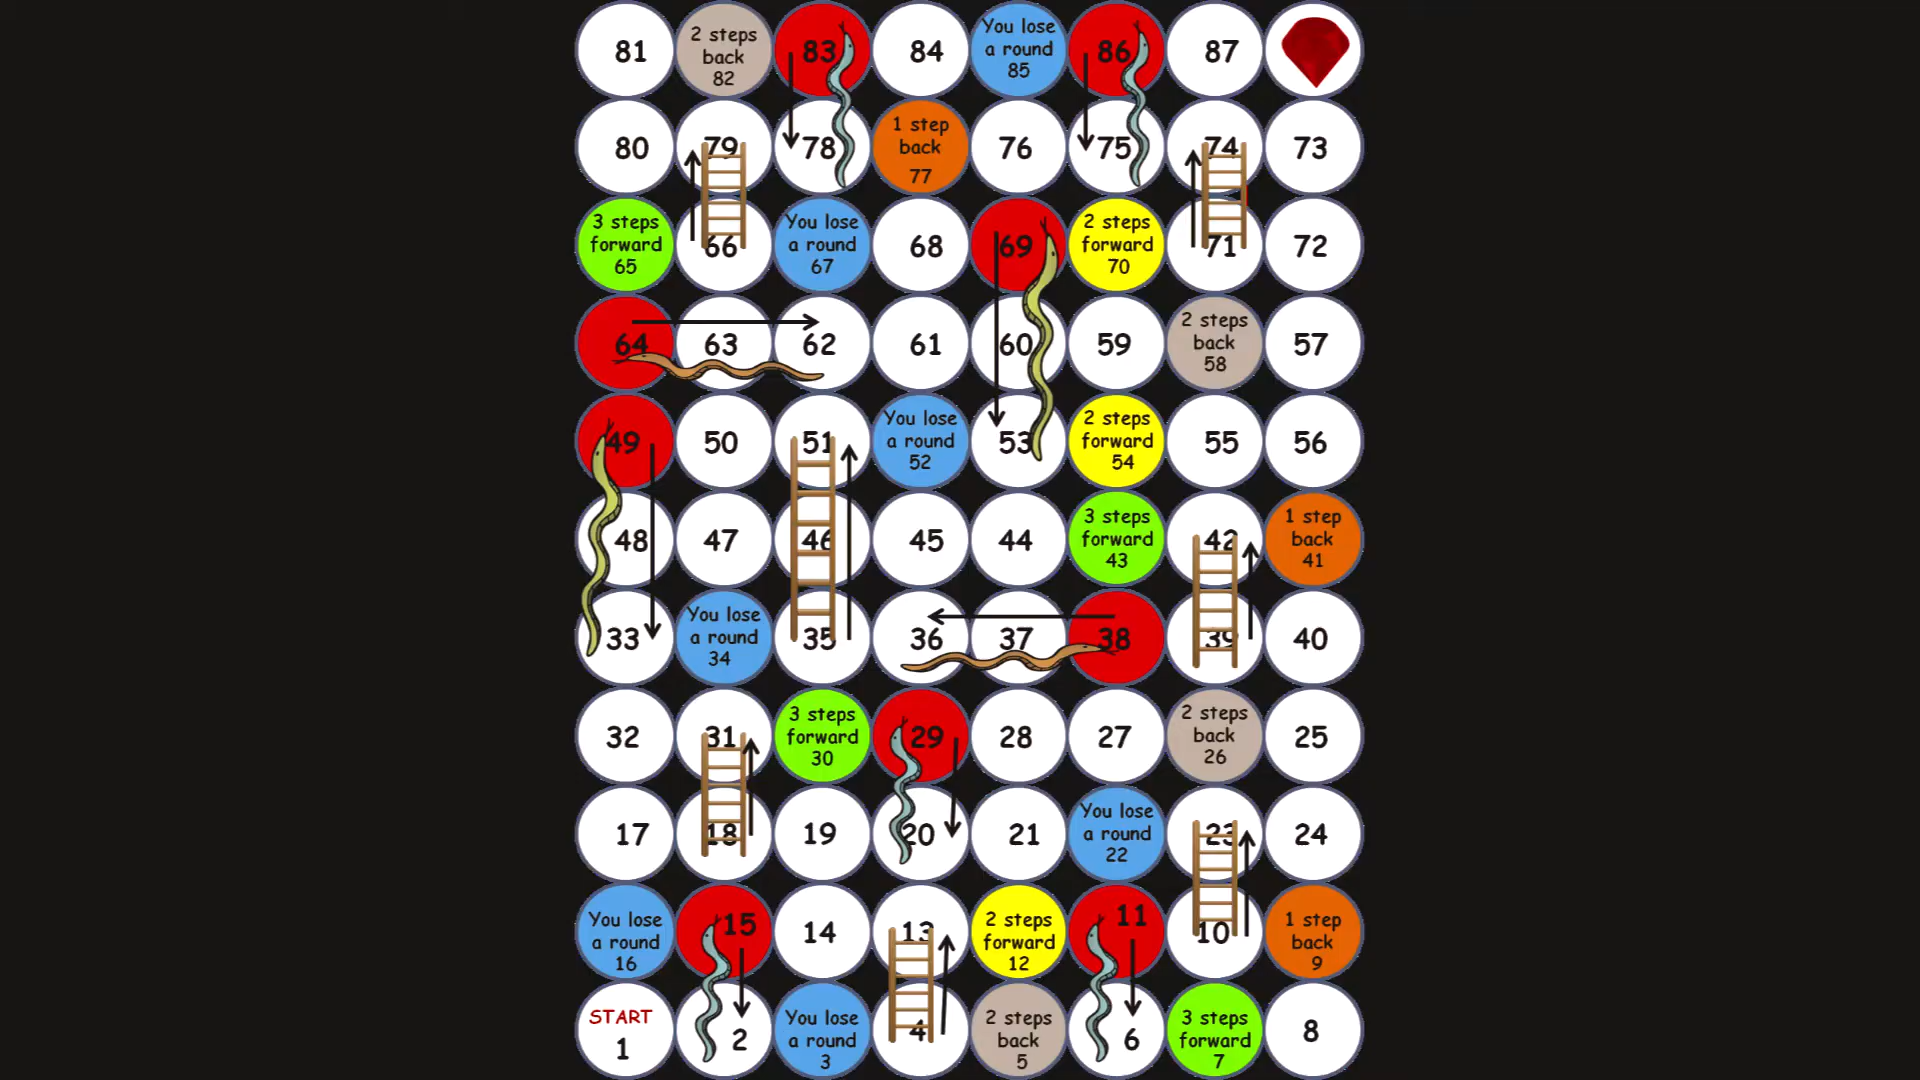 81
2 steps
back
82
83
84
You lose
a round
85
86
87
80
79
78
1 step
back
77
76
75
74
73
3 steps
forward
65
66
You lose
a round
67
68
69
2 steps
forward
70
71
72
64
63
62
61
60
59
2 steps
back
58
57
49
50
51
You lose
a round
52
53
2 steps
forward
54
55
56
48
47
46
45
44
3 steps
forward
43
42
1 step
back
41
33
You lose
a round
34
35
36
37
38
39
40
32
31
3 steps
forward
30
29
28
27
2 steps
back
26
25
17
18
19
20
21
You lose
a round
22
23
24
You lose
a round
16
15
14
13
2 steps
forward
12
11
10
1 step
back
9
START
1
2
You lose
a round
3
4
2 steps
back
5
6
3 steps
forward
7
8